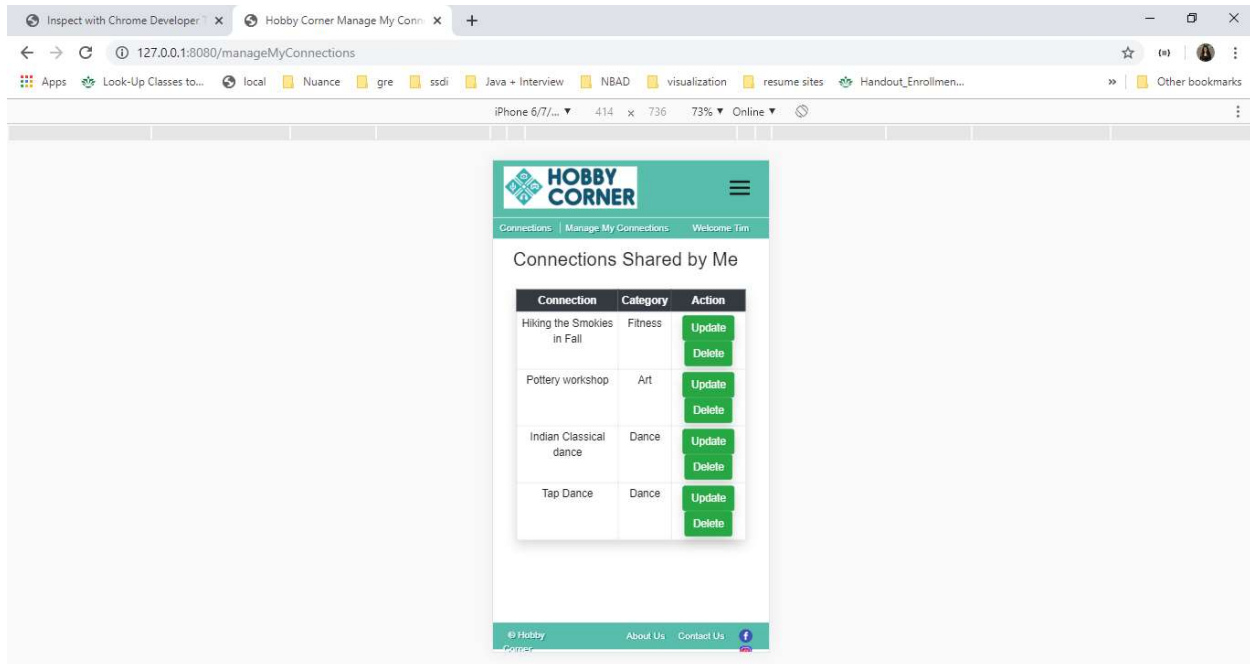 Inspect with Chrome Developer T
Hobby Corner Manage My Conn
127.0.0.1:8080/manageMyConnections
Apps Look-Up Classes to... local Nuance gre ssdi Java + Interview NBAD visualization resume sites Handout_Enrollmen... » Other bookmarks
iPhone 6/7/... ▼ 414 x 736 73% ▼ Online ▼
HOBBY
CORNER
Connections | Manage My Connections Welcome Tim
Connections Shared by Me
Connection Category Action
Hiking the Smokies in Fall Fitness Update
Delete
Pottery workshop Art Update
Delete
Indian Classical dance Dance Update
Delete
Tap Dance Dance Update
Delete
© Hobby Corner About Us Contact Us